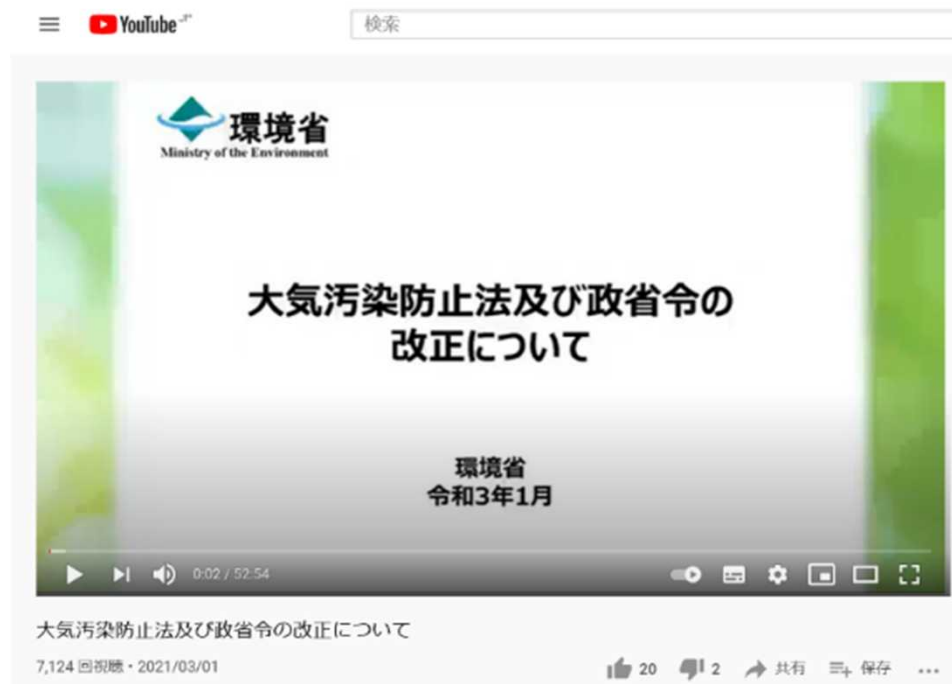 YouTube JP
検索
環境省
Ministry of the Environment
大気汚染防止法及び政省令の
改正について
環境省
令和3年1月
0:02 / 52:54
大気汚染防止法及び政省令の改正について
7,124 回視聴・2021/03/01
20 2 共有 保存 …